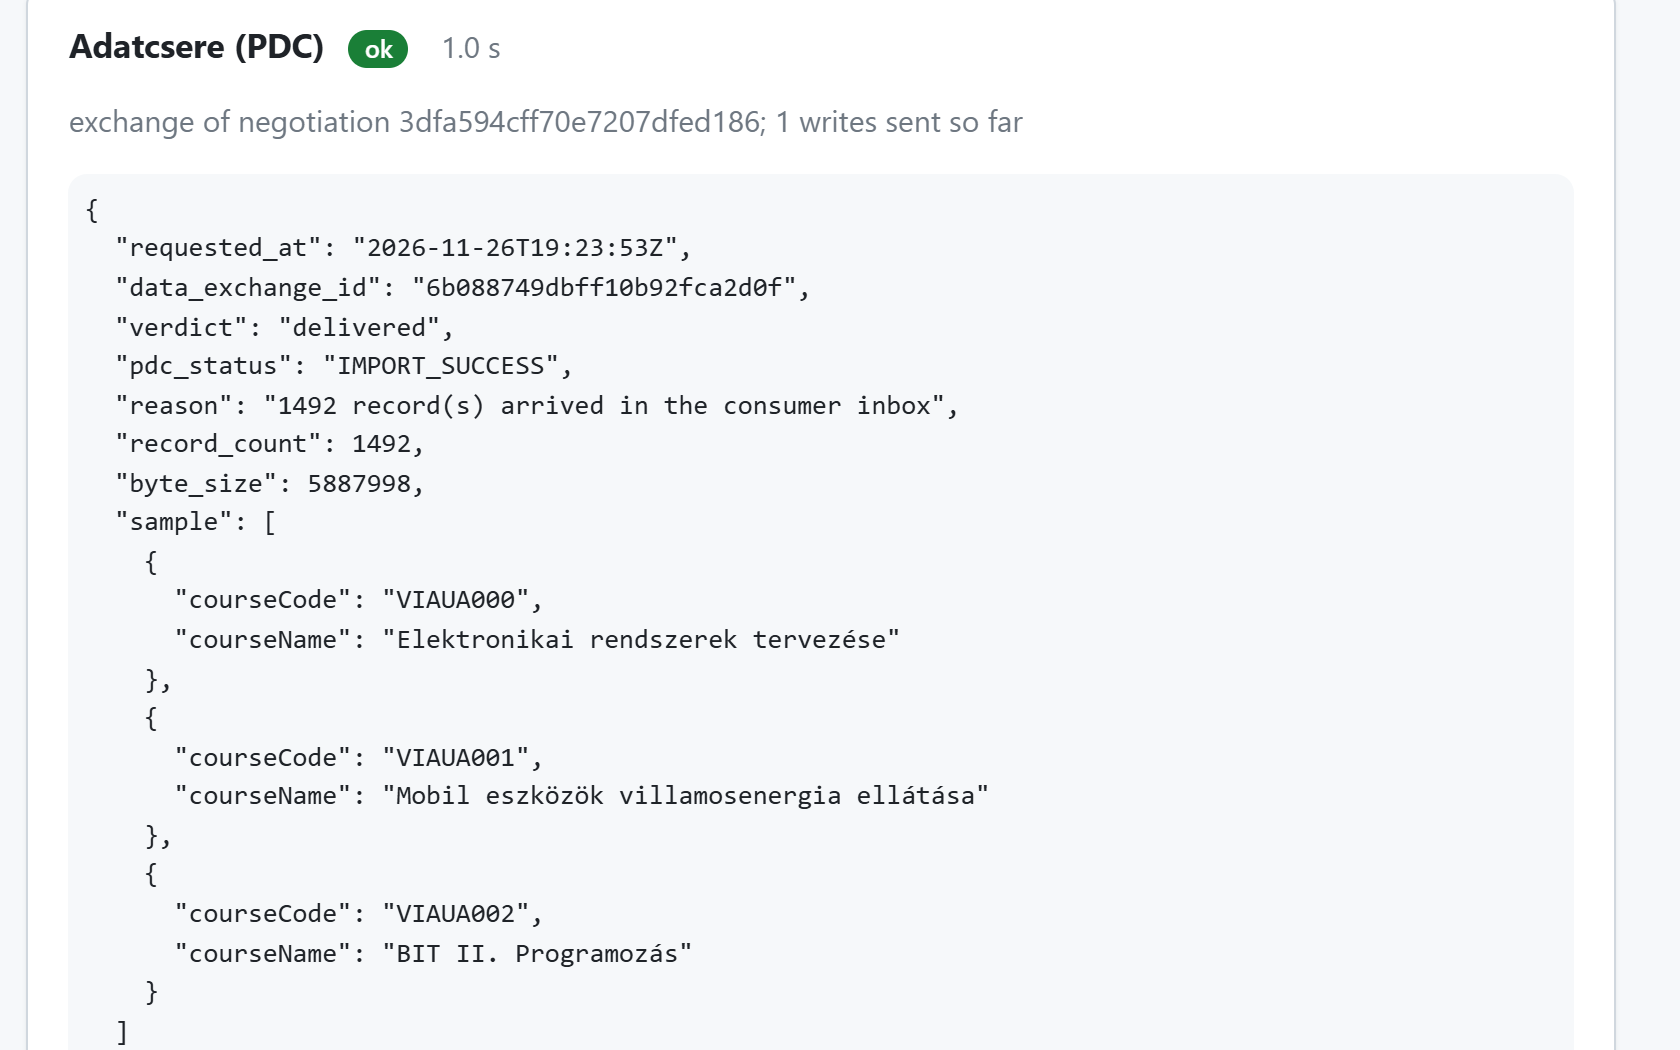 Adatcsere (PDC) ok 1.0 s
exchange of negotiation 3dfa594cff70e7207dfed186; 1 writes sent so far
{
  "requested_at": "2026-11-26T19:23:53Z",
  "data_exchange_id": "6b088749dbff10b92fca2d0f",
  "verdict": "delivered",
  "pdc_status": "IMPORT_SUCCESS",
  "reason": "1492 record(s) arrived in the consumer inbox",
  "record_count": 1492,
  "byte_size": 5887998,
  "sample": [
    {
      "courseCode": "VIAUA000",
      "courseName": "Elektronikai rendszerek tervezése"
    },
    {
      "courseCode": "VIAUA001",
      "courseName": "Mobil eszközök villamosenergia ellátása"
    },
    {
      "courseCode": "VIAUA002",
      "courseName": "BIT II. Programozás"
    }
  ]